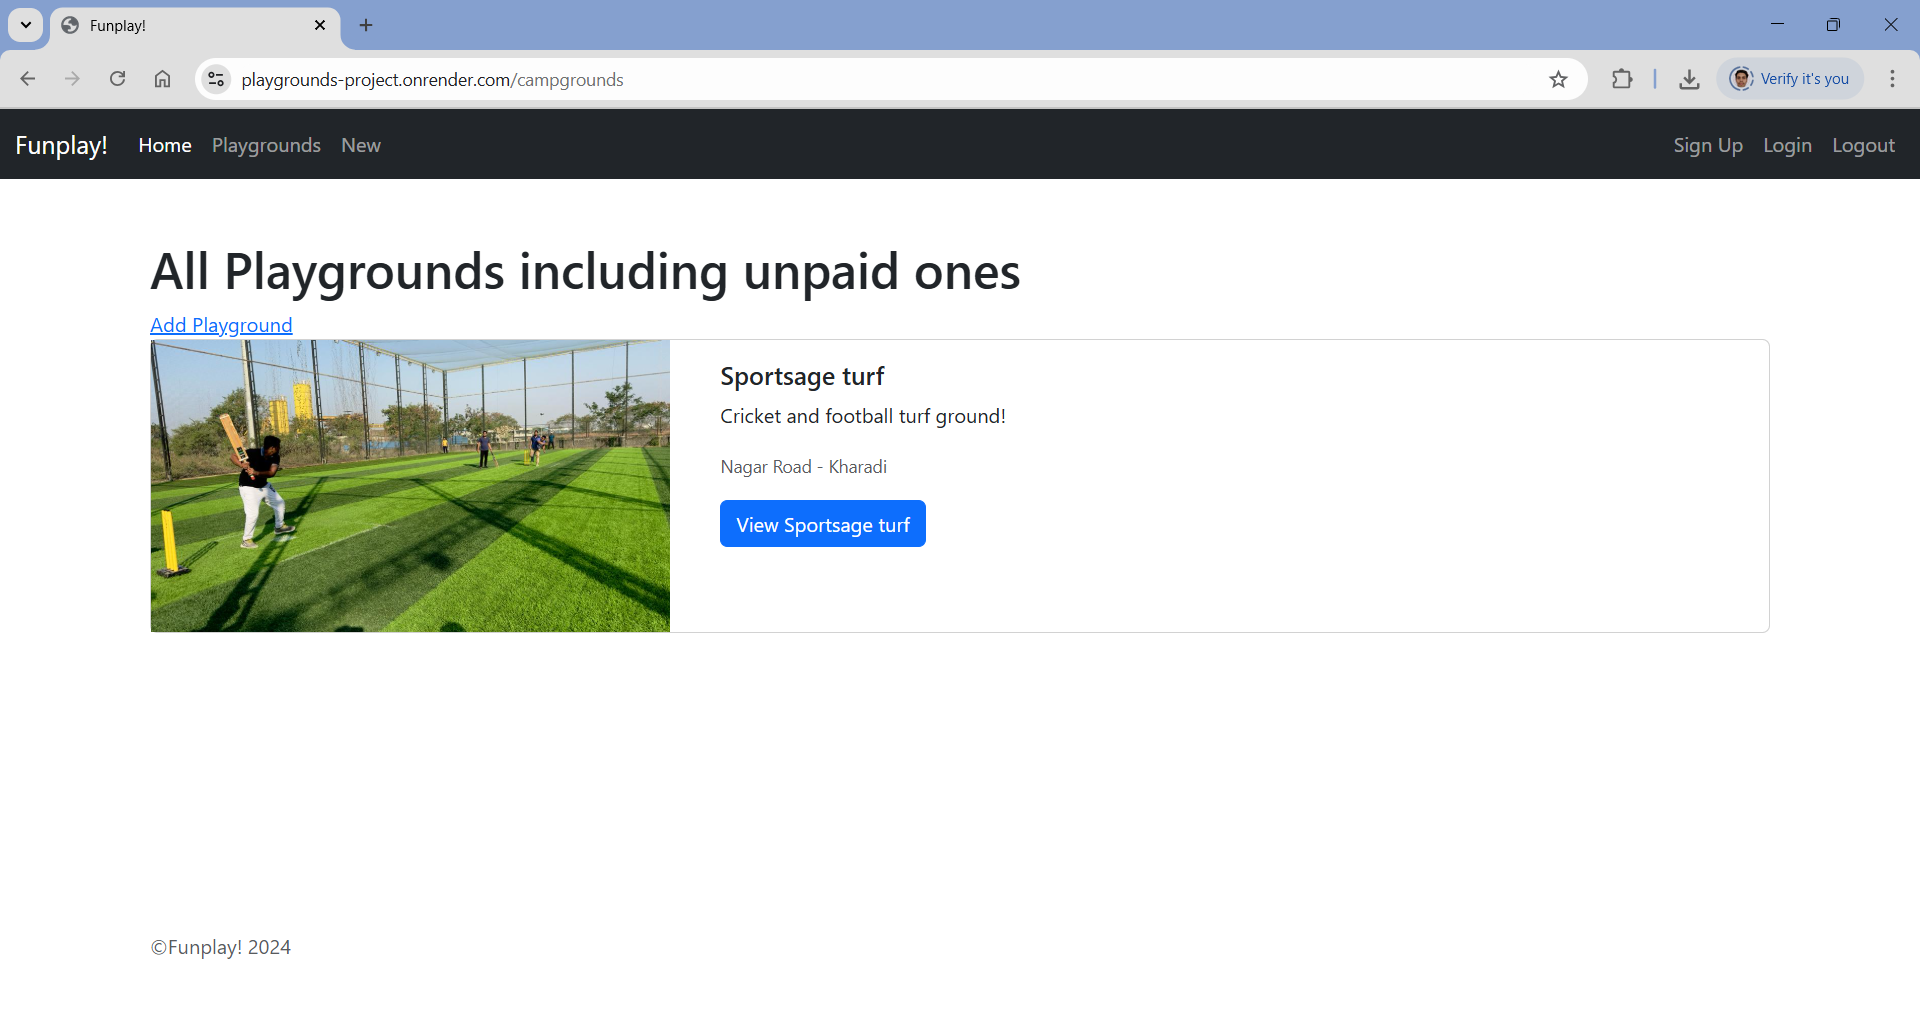 Funplay!
playgrounds-project.onrender.com/campgrounds
Verify it's you
Funplay! Home Playgrounds New Sign Up Login Logout
All Playgrounds including unpaid ones
Add Playground
Sportsage turf
Cricket and football turf ground!
Nagar Road - Kharadi
View Sportsage turf
©Funplay! 2024